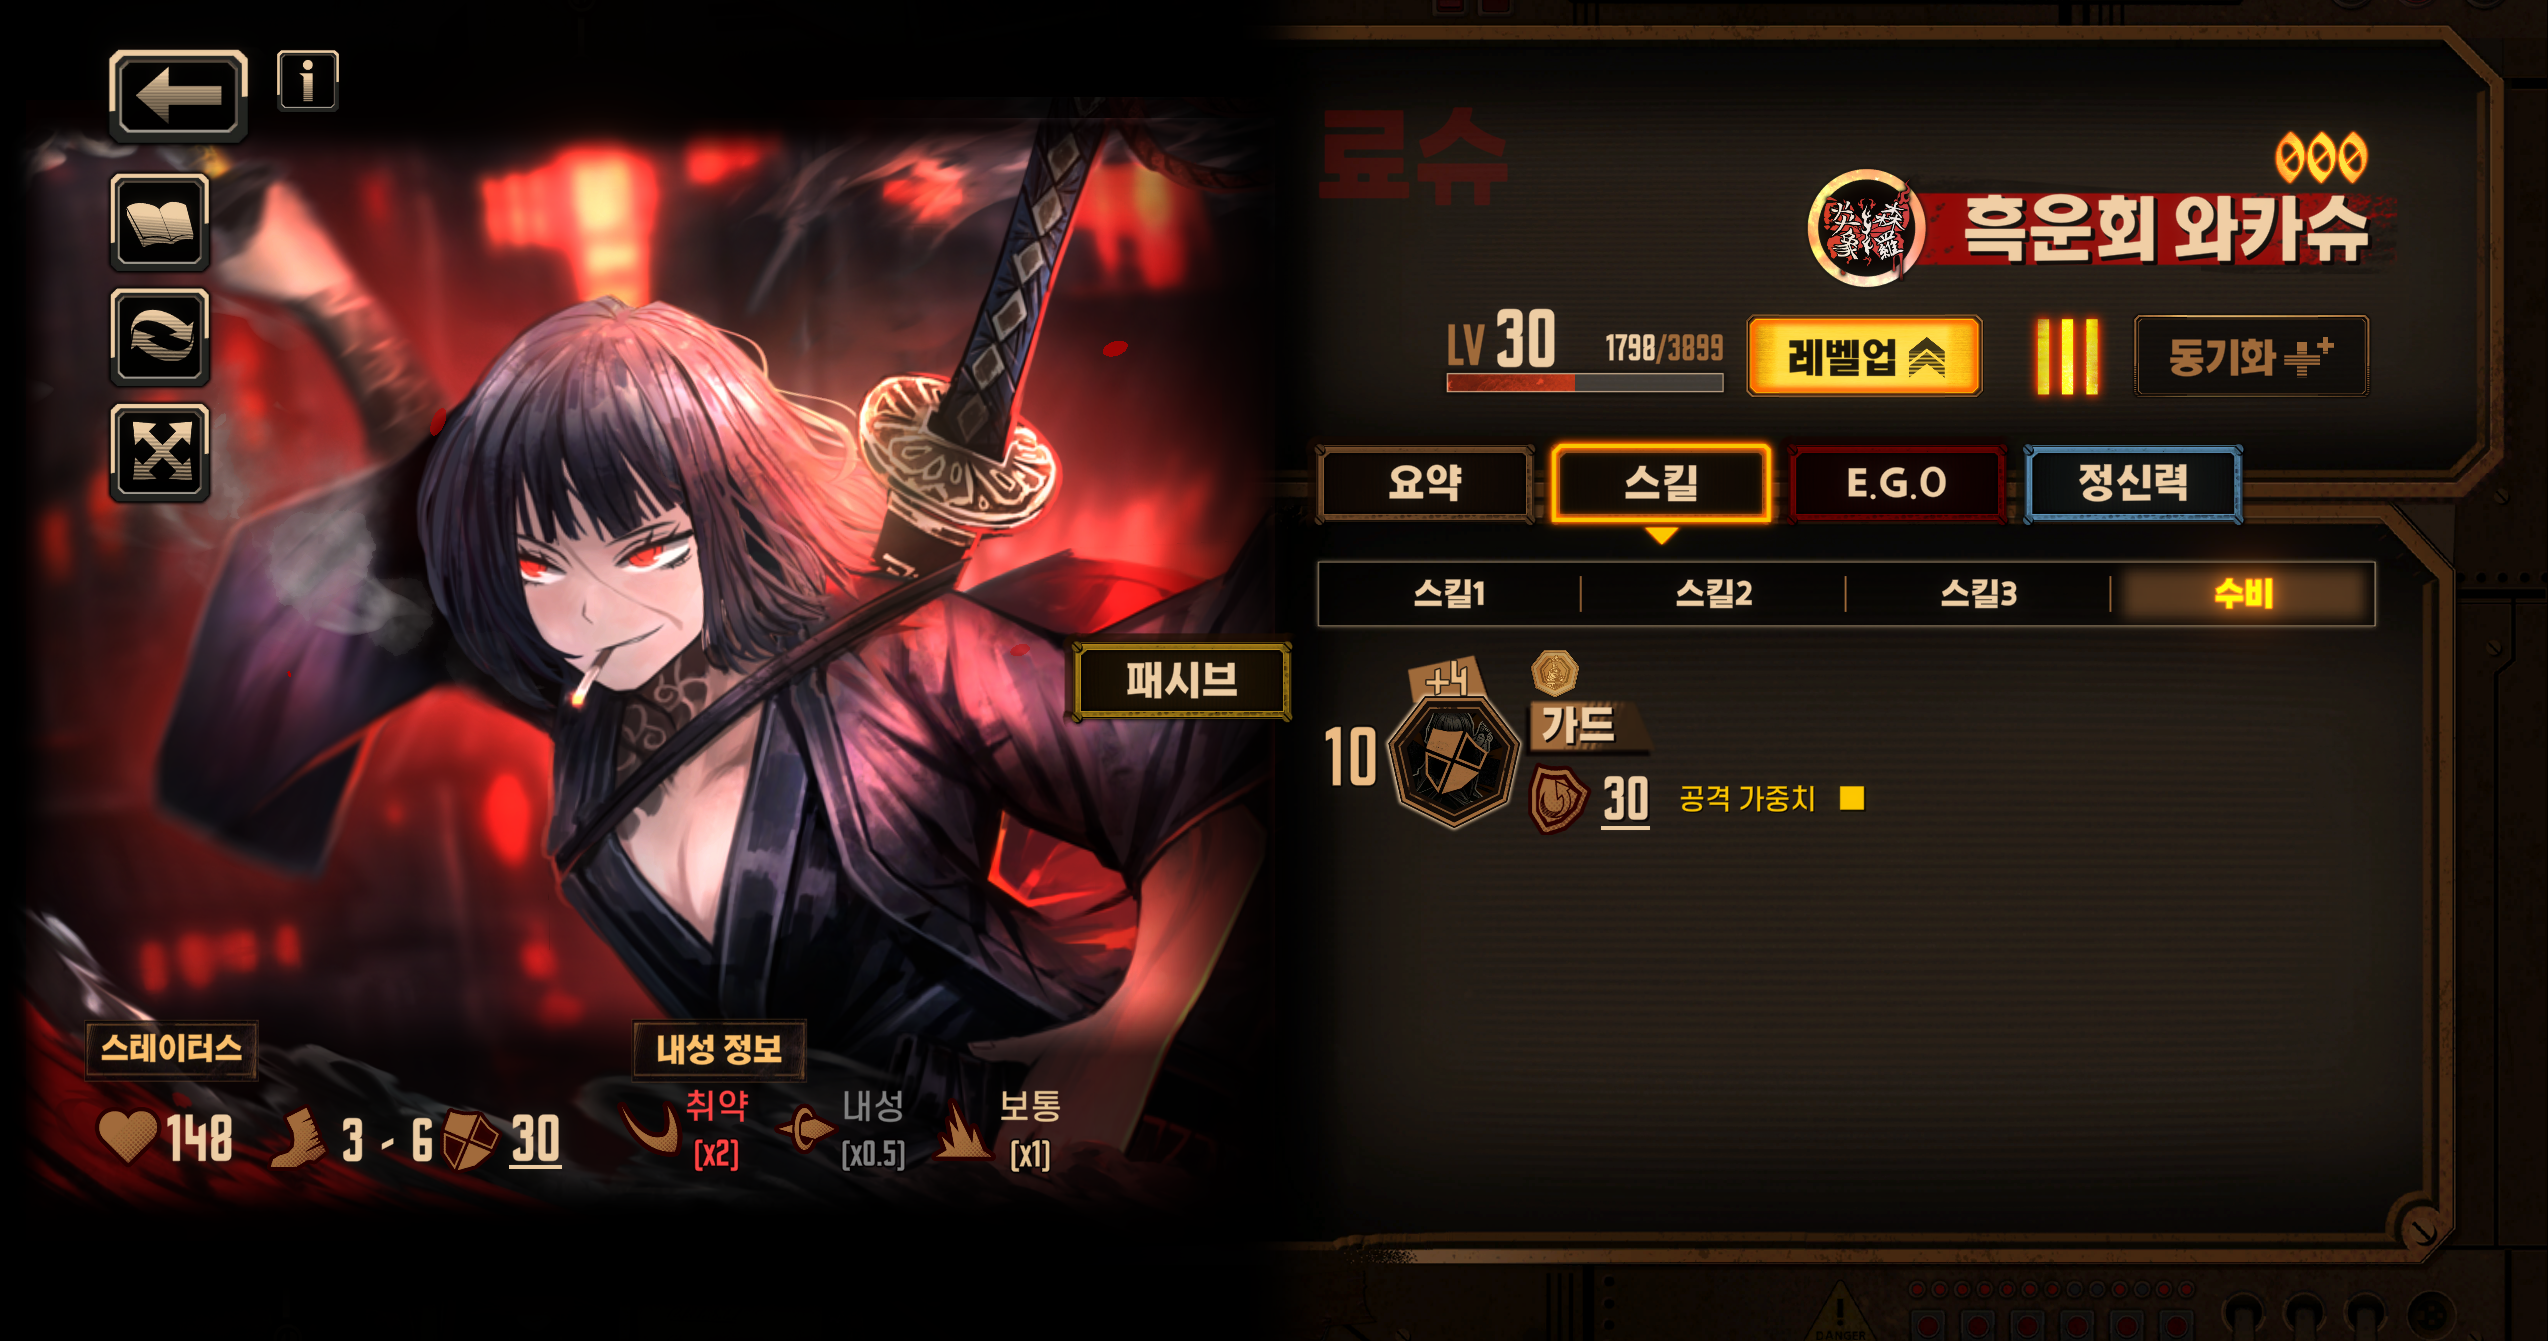 료슈
흑운회 와카슈
LV 30 1798/3899
레벨업
동기화
요약 스킬 E.G.O 정신력
스킬1 스킬2 스킬3 수비
패시브
+4
10
가드
30 공격 가중치
스테이터스
148 3 - 6 30
내성 정보
취약 내성 보통
[x2] [x0.5] [x1]
DANGER